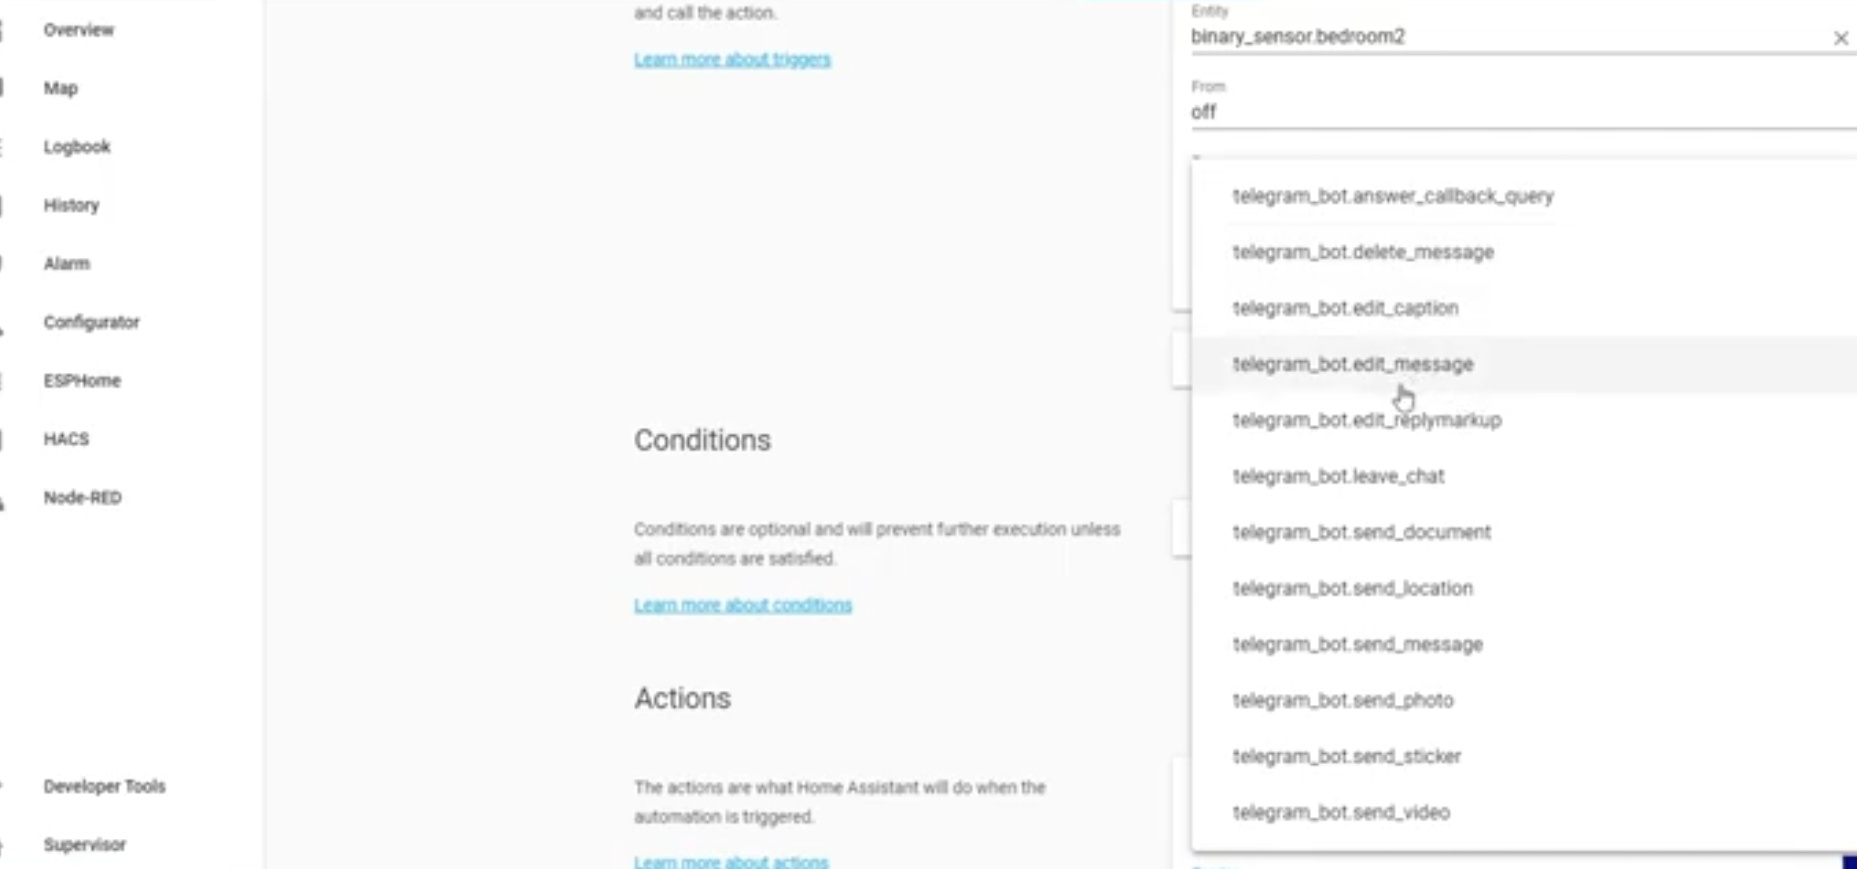 Overview
Map
Logbook
History
Alarm
Configurator
ESPHome
HACS
Node-RED
Developer Tools
Supervisor
and call the action.
Learn more about triggers
Conditions
Conditions are optional and will prevent further execution unless
all conditions are satisfied.
Learn more about conditions
Actions
The actions are what Home Assistant will do when the
automation is triggered.
Learn more about actions
Entity
binary_sensor.bedroom2
From
off
telegram_bot.answer_callback_query
telegram_bot.delete_message
telegram_bot.edit_caption
telegram_bot.edit_message
telegram_bot.edit_replymarkup
telegram_bot.leave_chat
telegram_bot.send_document
telegram_bot.send_location
telegram_bot.send_message
telegram_bot.send_photo
telegram_bot.send_sticker
telegram_bot.send_video